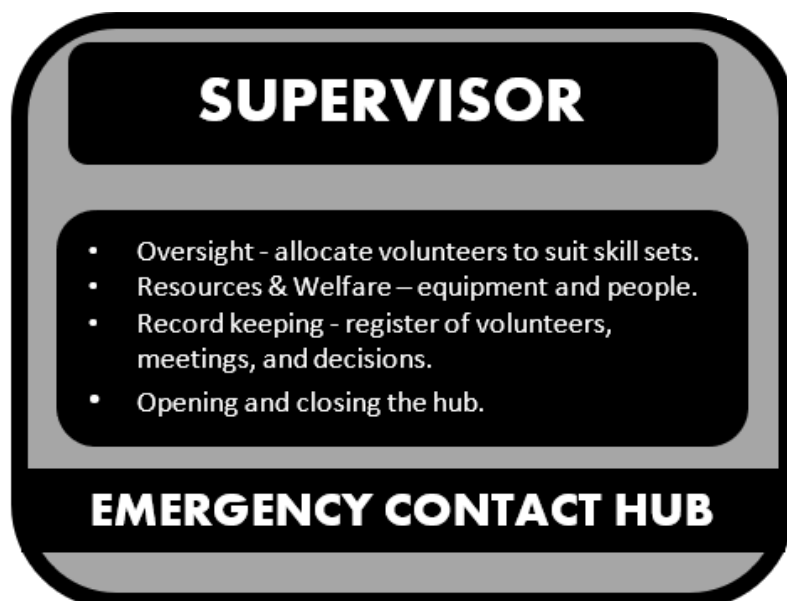 SUPERVISOR
• Oversight - allocate volunteers to suit skill sets.
• Resources & Welfare – equipment and people.
• Record keeping - register of volunteers,
meetings, and decisions.
• Opening and closing the hub.
EMERGENCY CONTACT HUB